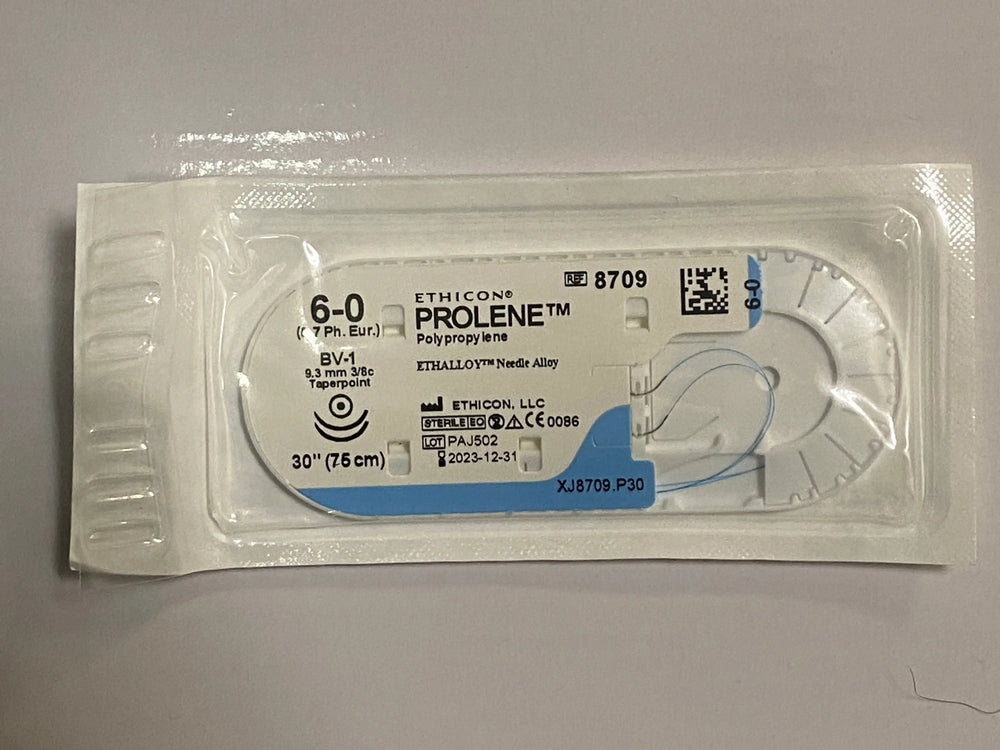 6-0
(0.7 Ph. Eur.)
BV-1
9.3 mm 3/8c
Taperpoint
30" (75 cm)
ETHICON®
PROLENE™
Polypropylene
ETHALLOY™ Needle Alloy
ETHICON, LLC
STERILE EO 2 CE 0086
LOT PAJ502
2023-12-31
REF 8709
6-0
XJ8709.P30